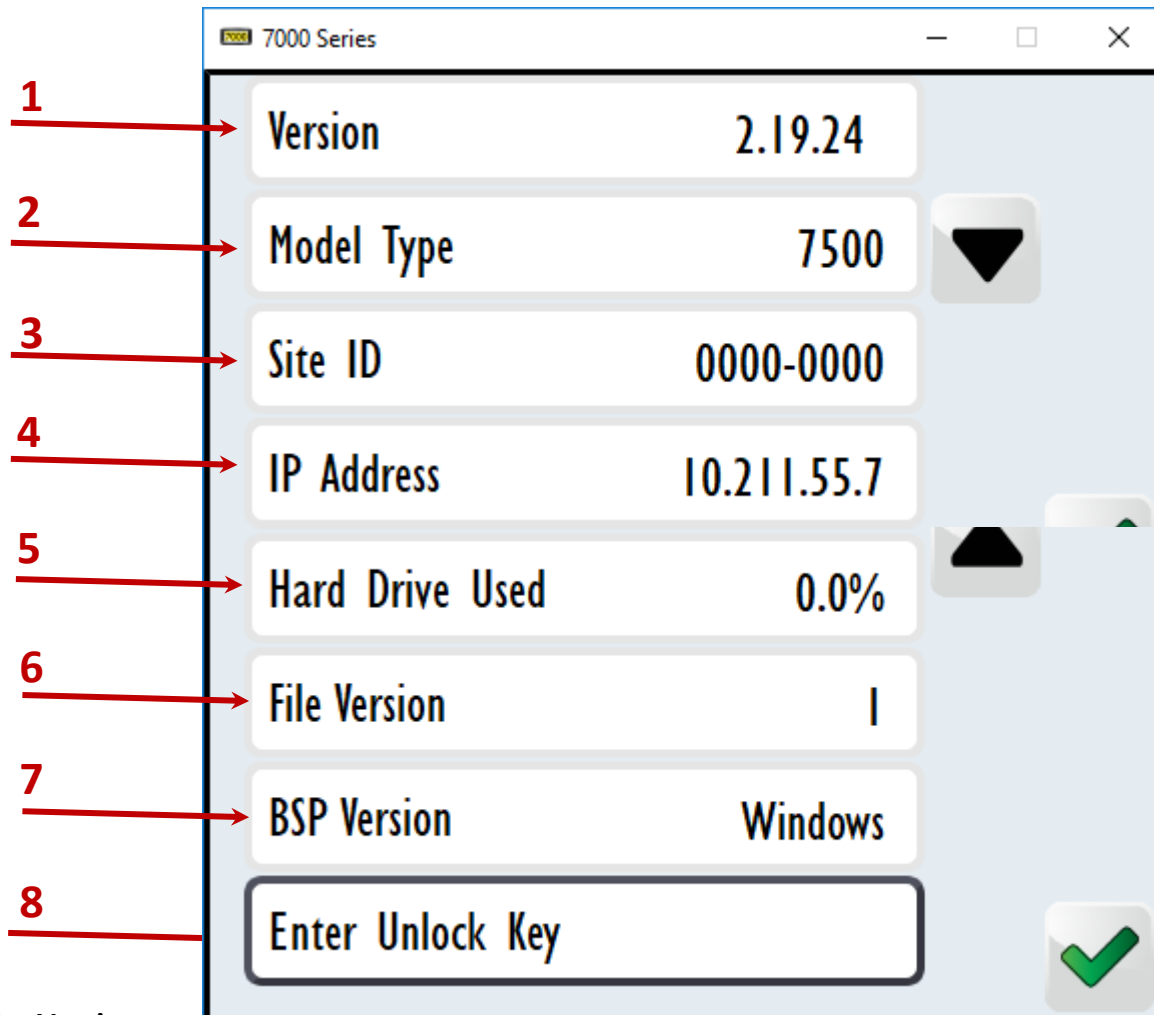 7000 7000 Series
1 Version 2.19.24
2 Model Type 7500
3 Site ID 0000-0000
4 IP Address 10.211.55.7
5 Hard Drive Used 0.0%
6 File Version 1
7 BSP Version Windows
8 Enter Unlock Key